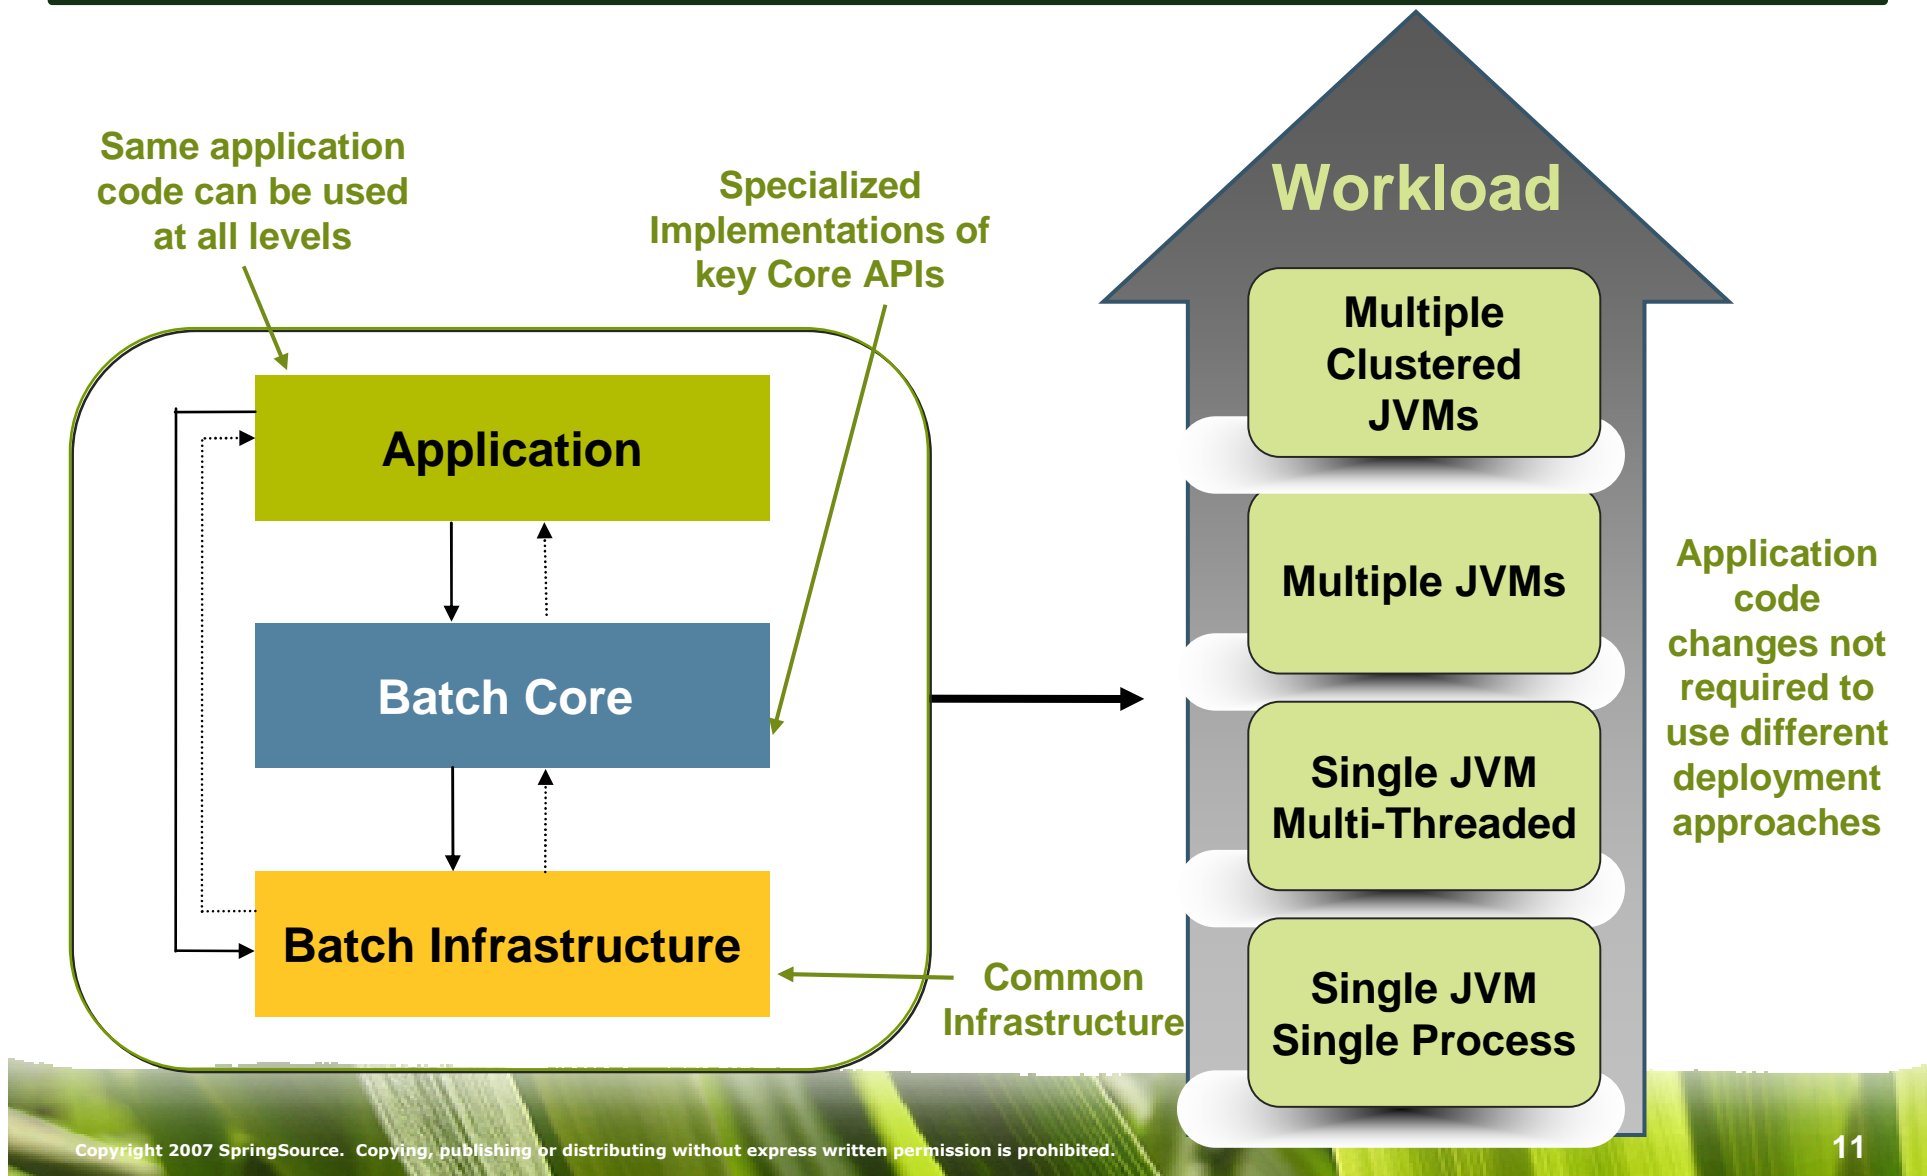 Same application
code can be used
at all levels
Specialized
Implementations of
key Core APIs
Application
Batch Core
Batch Infrastructure
Common
Infrastructure
Workload
Multiple
Clustered
JVMs
Multiple JVMs
Single JVM
Multi-Threaded
Single JVM
Single Process
Application
code
changes not
required to
use different
deployment
approaches
Copyright 2007 SpringSource.  Copying, publishing or distributing without express written permission is prohibited.
11